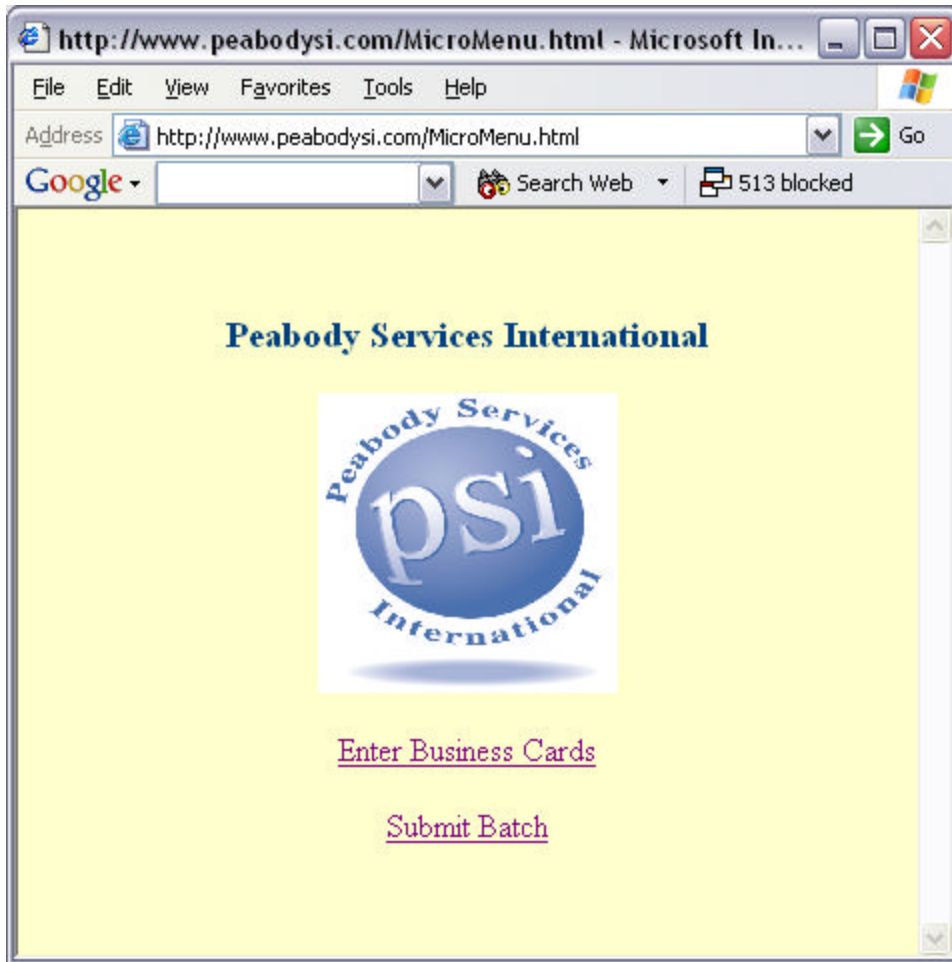 http://www.peabodysi.com/MicroMenu.html - Microsoft In...
File Edit View Favorites Tools Help
Address http://www.peabodysi.com/MicroMenu.html Go
Google Search Web 513 blocked
Peabody Services International
Peabody Services
psi
International
Enter Business Cards
Submit Batch